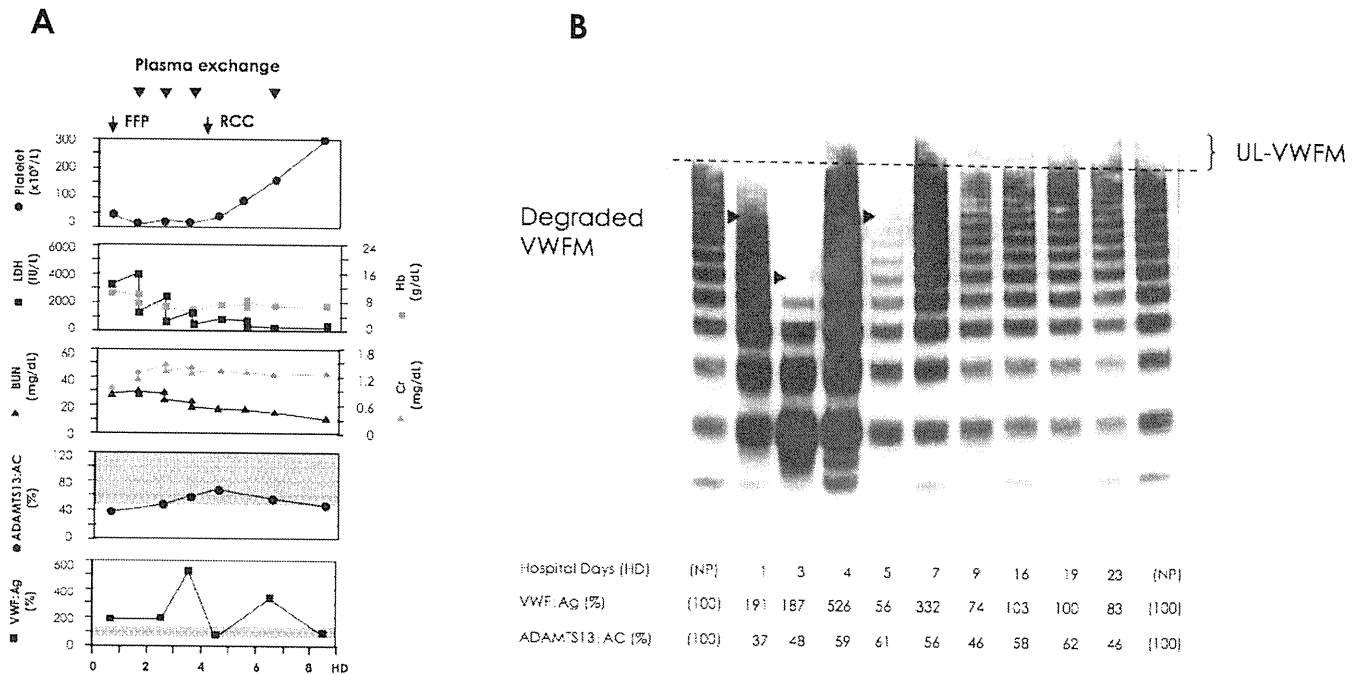 A
B
Plasma exchange
FFP
RCC
300
200
100
0
Platelet
(x10⁹/L)
6000
4000
2000
0
LDH
(IU/L)
24
16
8
0
Hb
(g/dL)
60
40
20
0
BUN
(mg/dL)
1.8
1.2
0.6
0
Cr
(mg/dL)
120
80
40
0
ADAMTS13:AC
(%)
600
400
200
0
VWF:Ag
(%)
0 2 4 6 8 HD
UL-VWFM
Degraded
VWFM
Hospital Days (HD) (NP) 1 3 4 5 7 9 16 19 23 (NP)
VWF:Ag (%) (100) 191 187 526 56 332 74 103 100 83 (100)
ADAMTS13:AC (%) (100) 37 48 59 61 56 46 58 62 46 (100)